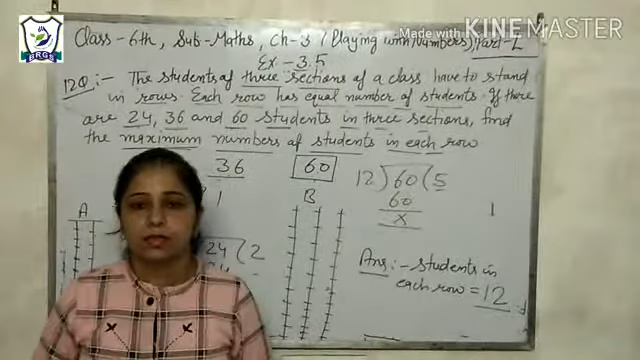 Made with KINEMASTER
BRGS
Class - 6th, Sub - Maths, Ch - 3 (Playing with Numbers), Part - 2
Ex - 3.5
12Q :- The students of three sections of a class have to stand
in rows. Each row has equal number of students. If there
are 24, 36 and 60 students in three sections, find
the maximum numbers of students in each row
36 60 12) 60 ( 5
1 B 60
A x
24 ( 2
Ans :- students in
each row = 12